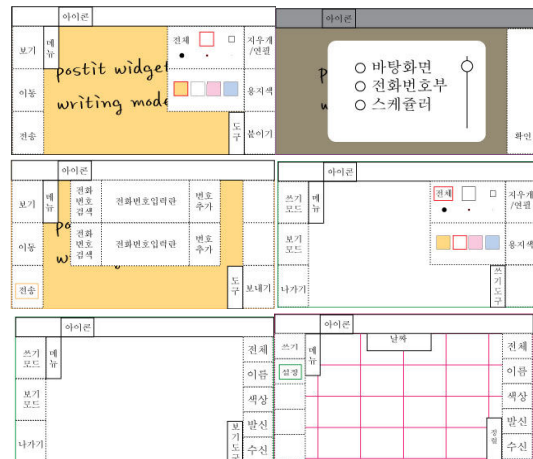 아이콘
보기
메
뉴
이동
전송
postit widget
writing mode
전체
지우개
/연필
용지색
도
구
붙이기
아이콘
바탕화면
전화번호부
스케쥴러
확인
아이콘
보기
메
뉴
이동
전송
전화
번호
검색
전화번호입력란
번호
추가
전화
번호
검색
전화번호입력란
번호
추가
도
구
보내기
아이콘
쓰기
모드
메
뉴
보기
모드
나가기
전체
지우개
/연필
용지색
쓰
기
도
구
아이콘
쓰기
모드
메
뉴
보기
모드
나가기
전체
이름
색상
발신
수신
보
기
도
구
아이콘
쓰기
설정
메
뉴
날짜
전체
이름
색상
발신
수신
정
렬